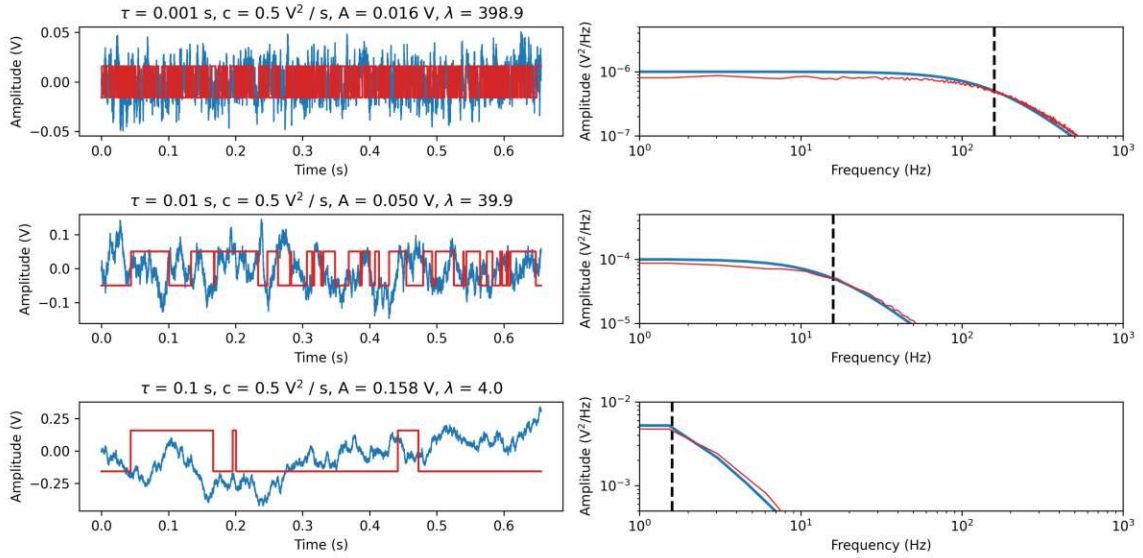 τ = 0.001 s, c = 0.5 V² / s, A = 0.016 V, λ = 398.9
Amplitude (V)
0.05
0.00
−0.05
0.0 0.1 0.2 0.3 0.4 0.5 0.6
Time (s)
Amplitude (V²/Hz)
10⁻⁶
10⁻⁷
10⁰ 10¹ 10² 10³
Frequency (Hz)
τ = 0.01 s, c = 0.5 V² / s, A = 0.050 V, λ = 39.9
Amplitude (V)
0.1
0.0
−0.1
0.0 0.1 0.2 0.3 0.4 0.5 0.6
Time (s)
Amplitude (V²/Hz)
10⁻⁴
10⁻⁵
10⁰ 10¹ 10² 10³
Frequency (Hz)
τ = 0.1 s, c = 0.5 V² / s, A = 0.158 V, λ = 4.0
Amplitude (V)
0.25
0.00
−0.25
0.0 0.1 0.2 0.3 0.4 0.5 0.6
Time (s)
Amplitude (V²/Hz)
10⁻²
10⁻³
10⁰ 10¹ 10² 10³
Frequency (Hz)